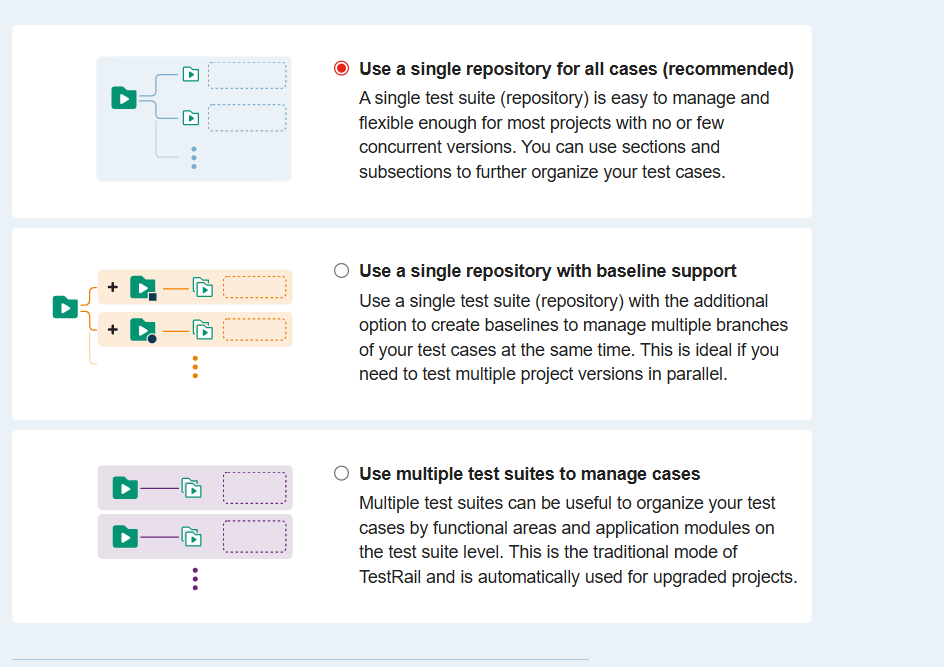 Use a single repository for all cases (recommended)
A single test suite (repository) is easy to manage and
flexible enough for most projects with no or few
concurrent versions. You can use sections and
subsections to further organize your test cases.
Use a single repository with baseline support
Use a single test suite (repository) with the additional
option to create baselines to manage multiple branches
of your test cases at the same time. This is ideal if you
need to test multiple project versions in parallel.
Use multiple test suites to manage cases
Multiple test suites can be useful to organize your test
cases by functional areas and application modules on
the test suite level. This is the traditional mode of
TestRail and is automatically used for upgraded projects.